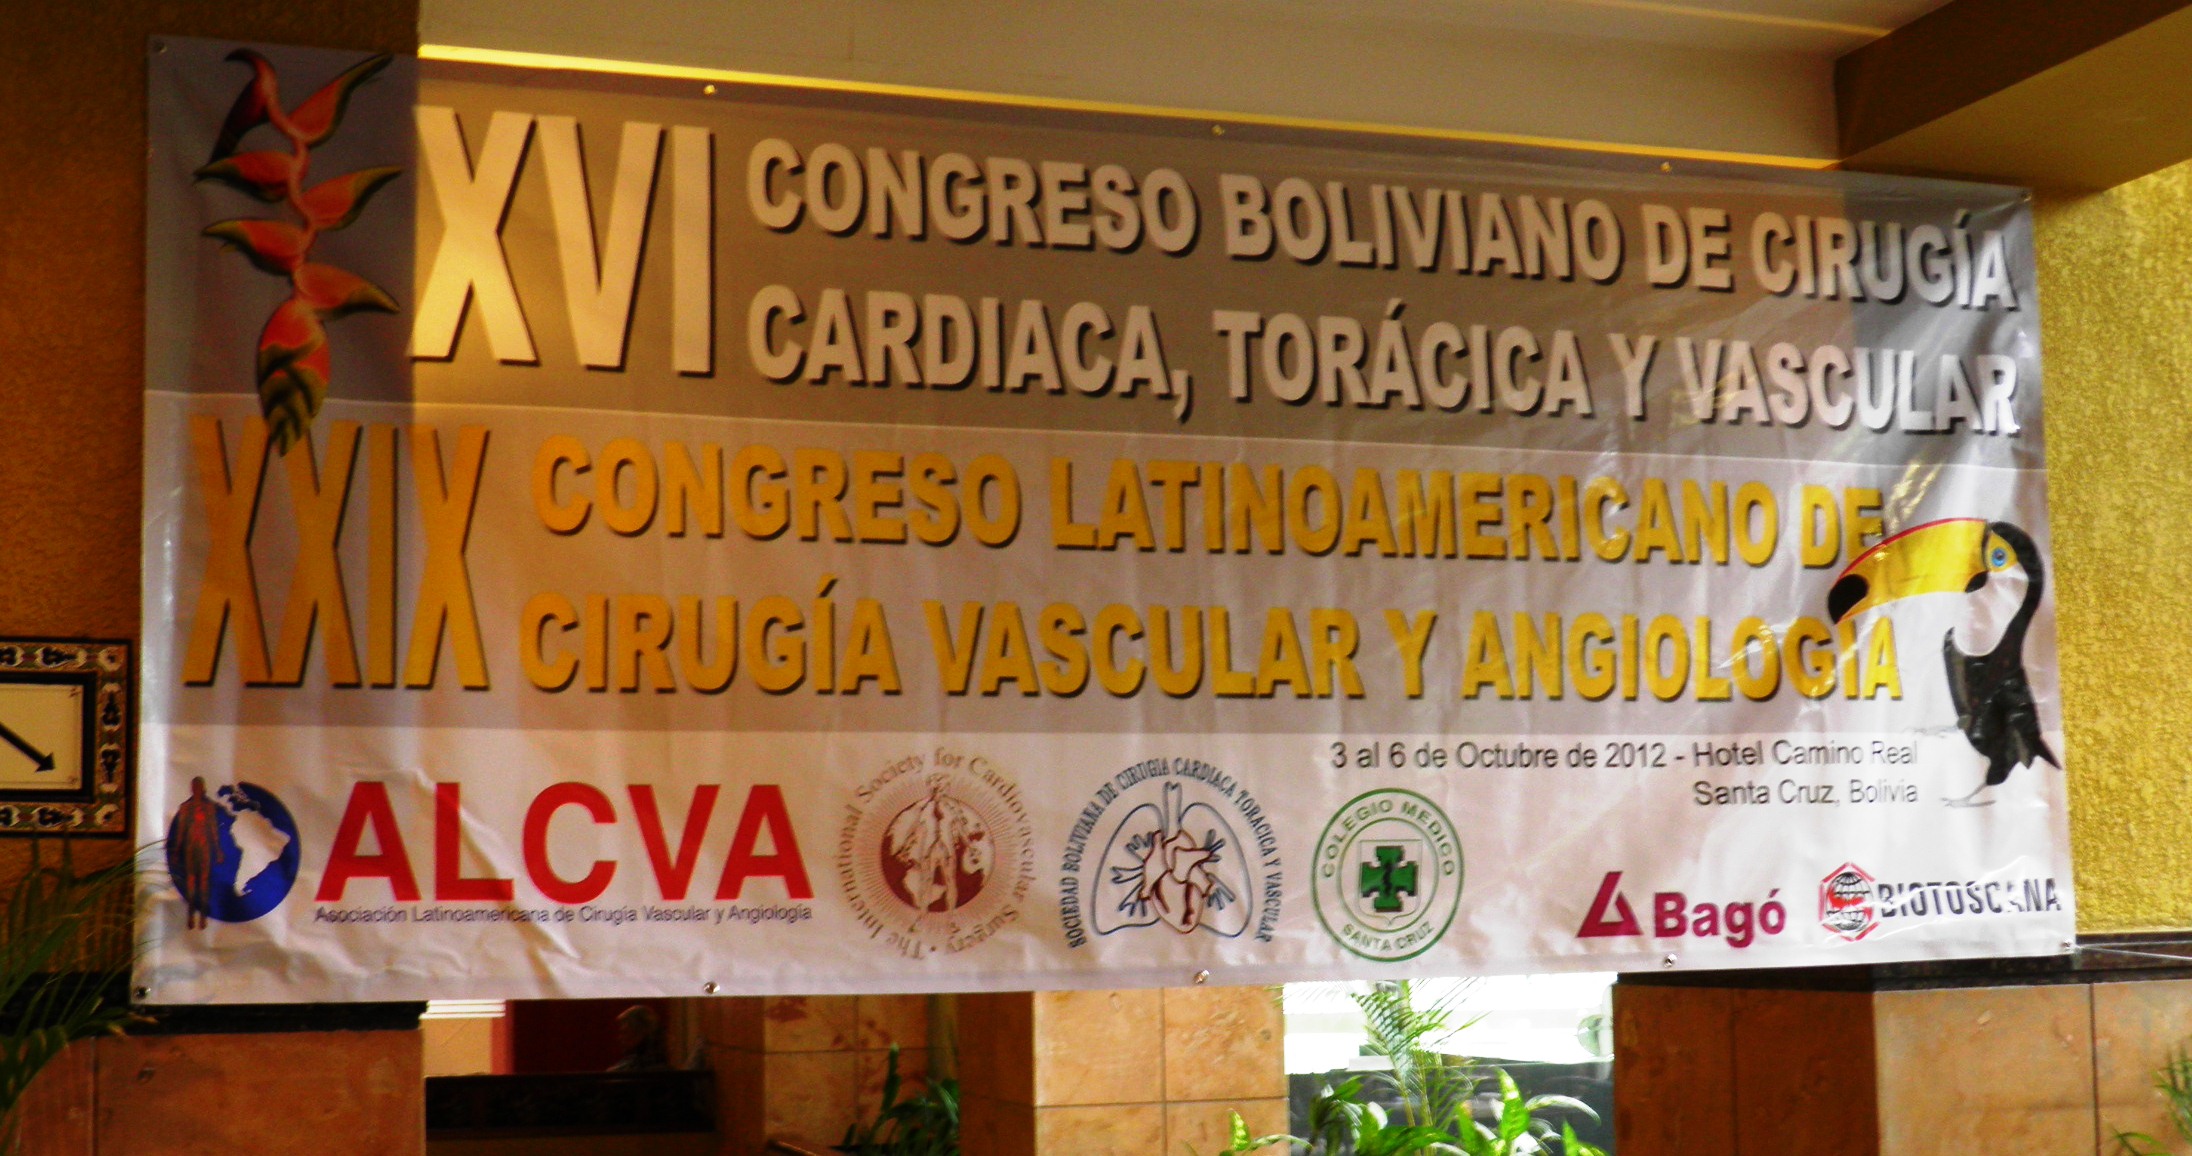 XVI CONGRESO BOLIVIANO DE CIRUGÍA
CARDIACA, TORÁCICA Y VASCULAR
XXIX CONGRESO LATINOAMERICANO DE
CIRUGÍA VASCULAR Y ANGIOLOGIA
3 al 6 de Octubre de 2012 - Hotel Camino Real
Santa Cruz, Bolivia
ALCVA
Asociación Latinoamericana de Cirugía Vascular y Angiología
The International Society for Cardiovascular Surgery
SOCIEDAD BOLIVIANA DE CIRUGIA CARDIACA TORACICA Y VASCULAR
COLEGIO MEDICO
SANTA CRUZ
Bagó
BIOTOSCANA